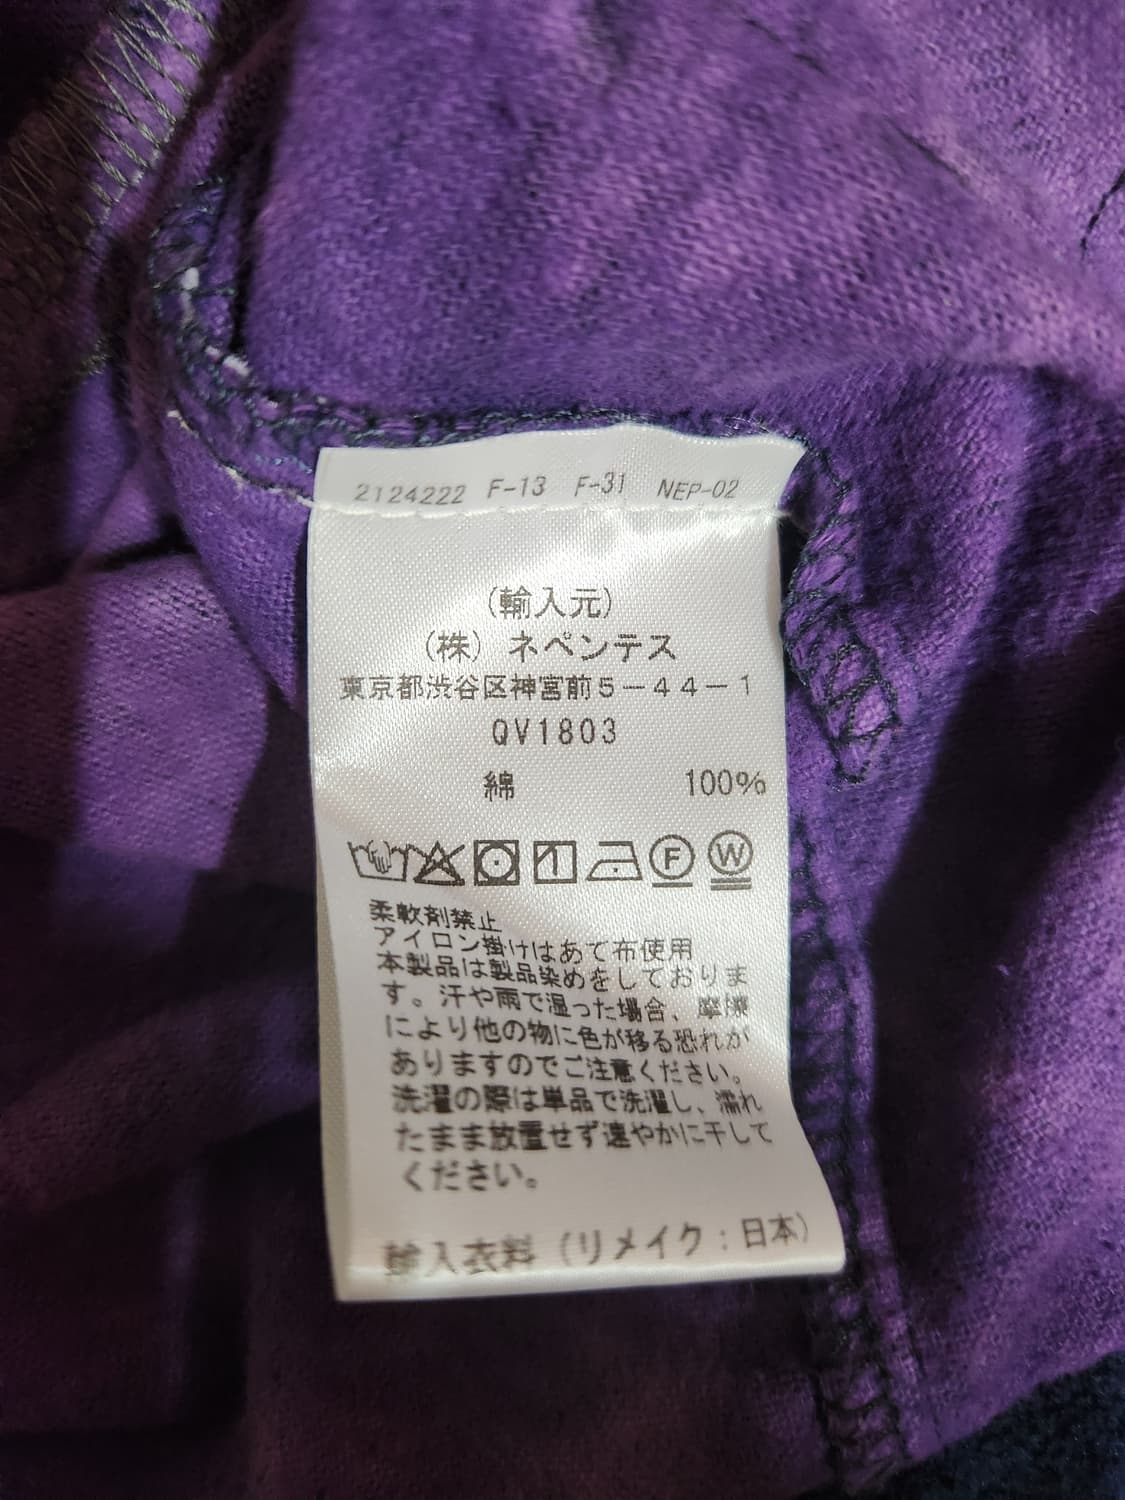 2124222 F-13 F-31 NEP-02
(輸入元)
(株) ネペンテス
東京都渋谷区神宮前5-44-1
QV1803
綿 100%
F W
柔軟剤禁止
アイロン掛けはあて布使用
本製品は製品染めをしておりま
す。汗や雨で湿った場合、摩擦
により他の物に色が移る恐れが
ありますのでご注意ください。
洗濯の際は単品で洗濯し、濡れ
たまま放置せず速やかに干して
ください。
輸入衣料 (リメイク:日本)